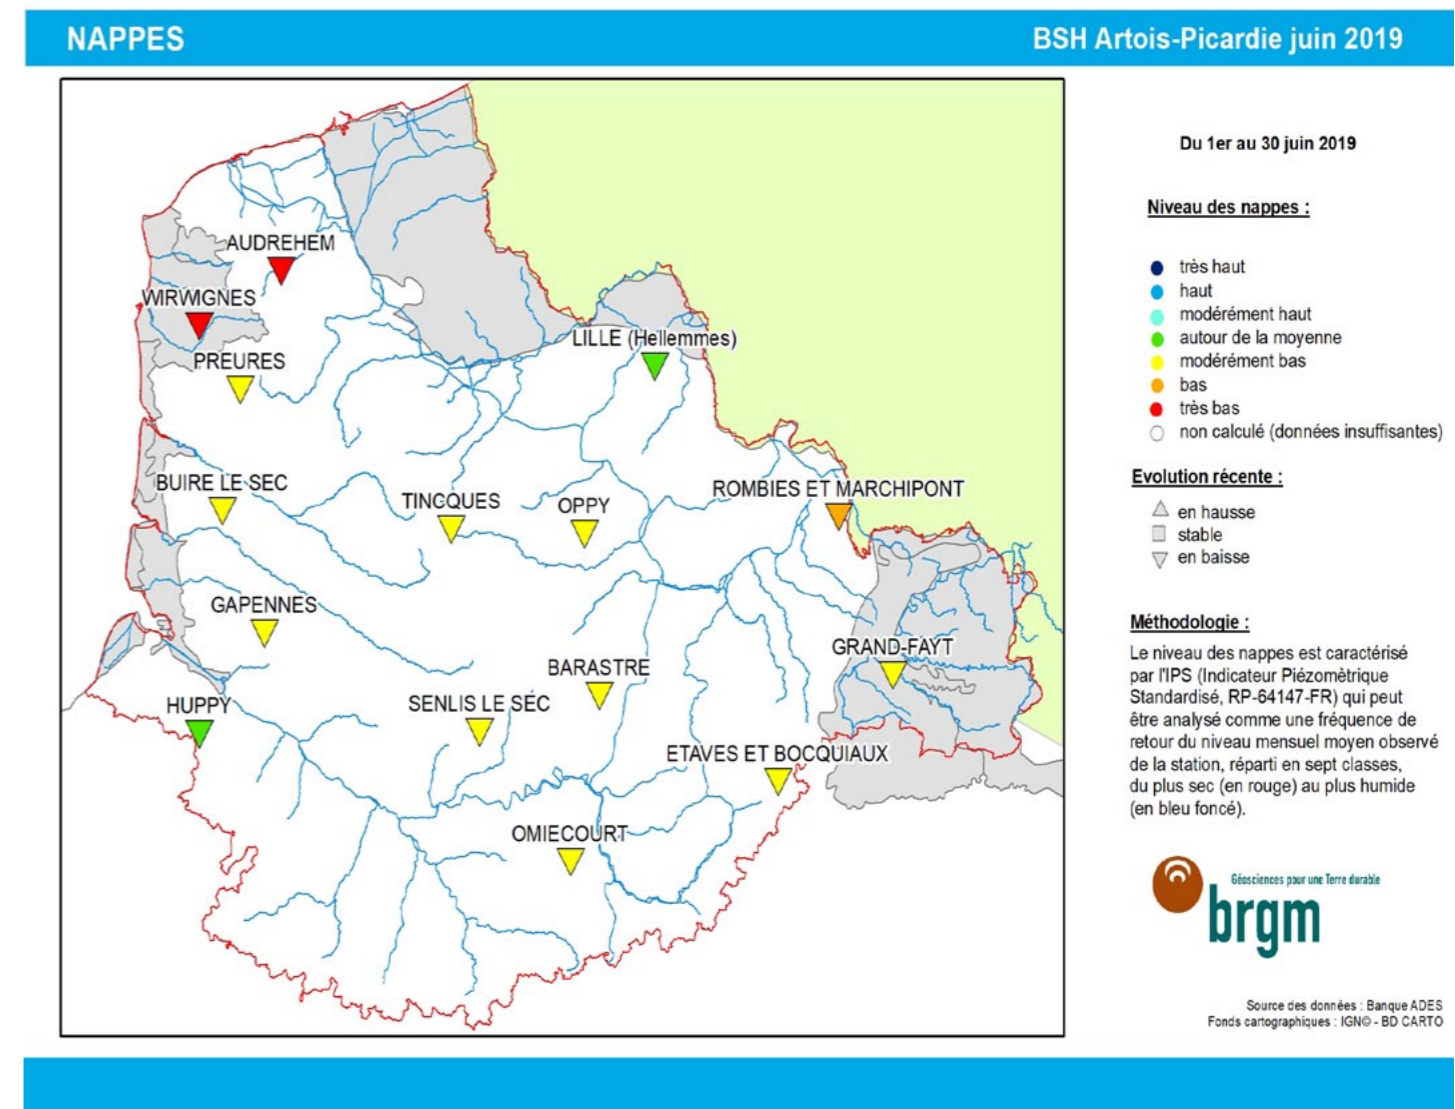 NAPPES
BSH Artois-Picardie juin 2019
AUDREHEM
WIRWIGNES
PREURES
LILLE (Hellemmes)
BUIRE LE SEC
TINCQUES
OPPY
ROMBIES ET MARCHIPONT
GAPENNES
GRAND-FAYT
BARASTRE
HUPPY
SENLIS LE SEC
ETAVES ET BOCQUIAUX
OMIECOURT
Du 1er au 30 juin 2019
Niveau des nappes :
très haut
haut
modérément haut
autour de la moyenne
modérément bas
bas
très bas
non calculé (données insuffisantes)
Evolution récente :
en hausse
stable
en baisse
Méthodologie :
Le niveau des nappes est caractérisé
par l'IPS (Indicateur Piézomètrique
Standardisé, RP-64147-FR) qui peut
être analysé comme une fréquence de
retour du niveau mensuel moyen observé
de la station, réparti en sept classes,
du plus sec (en rouge) au plus humide
(en bleu foncé).
Géosciences pour une Terre durable
brgm
Source des données : Banque ADES
Fonds cartographiques : IGN© - BD CARTO